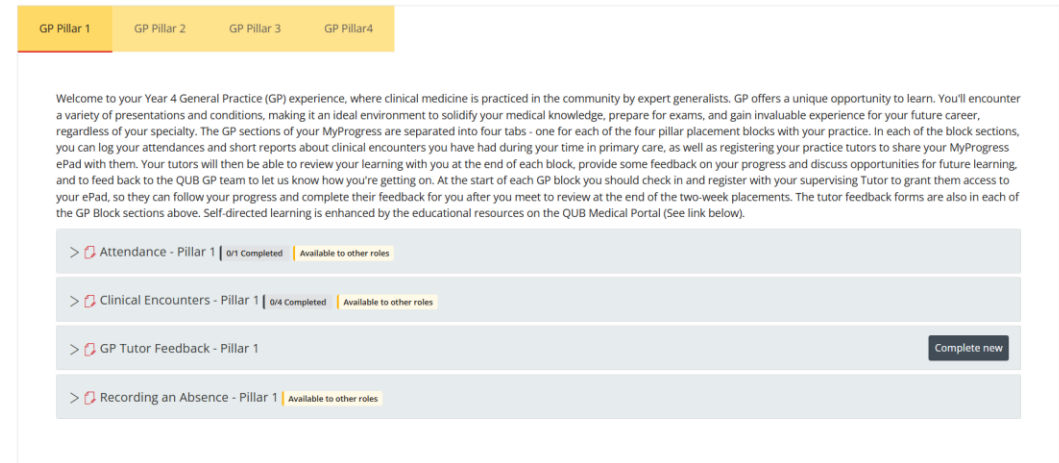 GP Pillar 1 GP Pillar 2 GP Pillar 3 GP Pillar4
Welcome to your Year 4 General Practice (GP) experience, where clinical medicine is practiced in the community by expert generalists. GP offers a unique opportunity to learn. You'll encounter
a variety of presentations and conditions, making it an ideal environment to solidify your medical knowledge, prepare for exams, and gain invaluable experience for your future career,
regardless of your specialty. The GP sections of your MyProgress are separated into four tabs - one for each of the four pillar placement blocks with your practice. In each of the block sections,
you can log your attendances and short reports about clinical encounters you have had during your time in primary care, as well as registering your practice tutors to share your MyProgress
ePad with them. Your tutors will then be able to review your learning with you at the end of each block, provide some feedback on your progress and discuss opportunities for future learning,
and to feed back to the QUB GP team to let us know how you're getting on. At the start of each GP block you should check in and register with your supervising Tutor to grant them access to
your ePad, so they can follow your progress and complete their feedback for you after you meet to review at the end of the two-week placements. The tutor feedback forms are also in each of
the GP Block sections above. Self-directed learning is enhanced by the educational resources on the QUB Medical Portal (See link below).
Attendance - Pillar 1 0/1 Completed Available to other roles
Clinical Encounters - Pillar 1 0/4 Completed Available to other roles
GP Tutor Feedback - Pillar 1 Complete new
Recording an Absence - Pillar 1 Available to other roles